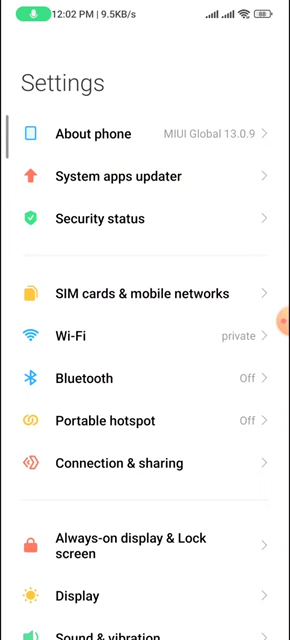 12:02 PM | 9.5KB/s
88
Settings
About phone MIUI Global 13.0.9
System apps updater
Security status
SIM cards & mobile networks
Wi-Fi private
Bluetooth Off
Portable hotspot Off
Connection & sharing
Always-on display & Lock
screen
Display
Sound & vibration